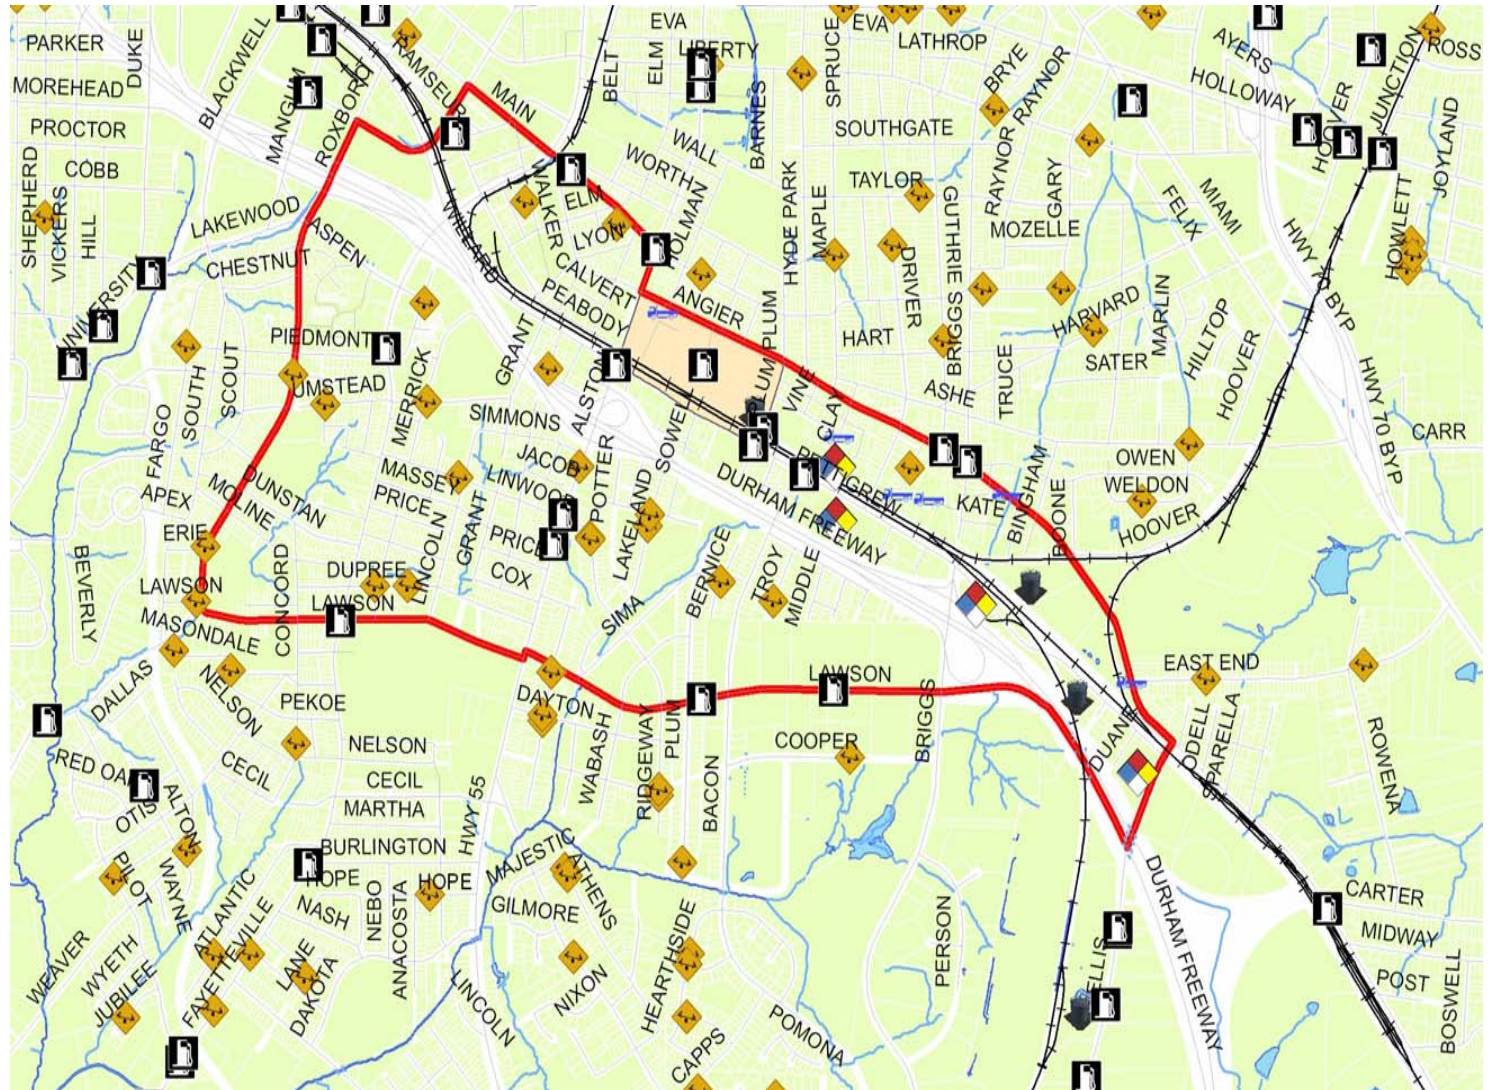 EVA
EVA
PARKER
DUKE
BLACKWELL
RAMSEUR
ELM
LIBERTY
SPRUCE
LATHROP
BRYE
RAYNOR
AYERS
JUNCTION
ROSS
MOREHEAD
MANGUM
ROXBORO
MAIN
BELT
BARNES
HOLLOWAY
HOOVER
PROCTOR
SOUTHGATE
JOYLAND
COBB
SHEPHERD
VICKERS
HILL
LAKEWOOD
WALL
WORTH
HYDE PARK
MAPLE
TAYLOR
GUTHRIE
RAYNOR
GARY
MOZELLE
FELIX
MIAMI
HOWLETT
ASPEN
WILLARD
WALKER
ELM
LYON
HOLMAN
CHESTNUT
CALVERT
PEABODY
ANGIER
DRIVER
BRIGGS
HARVARD
MARLIN
HILLTOP
HOOVER
HWY 70 BYP
HWY 70 BYP
PIEDMONT
SCOUT
SOUTH
FARGO
UMSTEAD
MERRICK
GRANT
ALSTON
PLUM
VINE
HART
TRUCE
SATER
ASHE
CLAY
CARR
SIMMONS
SOWELL
JACOB
LINWOOD
POTTER
DUNSTAN
MOLINE
MASSEY
PRICE
APEX
ERIE
LINCOLN
GRANT
PRICE
COX
LAKELAND
DURHAM FREEWAY
KATE
BINGHAM
BOONE
OWEN
WELDON
HOOVER
BEVERLY
LAWSON
MASONDALE
CONCORD
DUPREE
LAWSON
SIMA
BERNICE
TROY
MIDDLE
DALLAS
NELSON
PEKOE
DAYTON
LAWSON
BRIGGS
EAST END
DUANE
ODELL
SPARELLA
ROWENA
NELSON
CECIL
CECIL
MARTHA
WABASH
RIDGEWAY
PLUM
BACON
COOPER
OTIS
ALTON
HWY 55
BURLINGTON
HOPE
HOPE
MAJESTIC
ATHENS
PILOT
WAYNE
ATLANTIC
FAYETTEVILLE
NASH
NEBO
ANACOSTA
GILMORE
PERSON
DURHAM FREEWAY
CARTER
MIDWAY
POST
BOSWELL
WEAVER
WYETH
JUBILEE
LANE
DAKOTA
LINCOLN
NIXON
HEARTHSIDE
CAPPS
POMONA
ELLIS